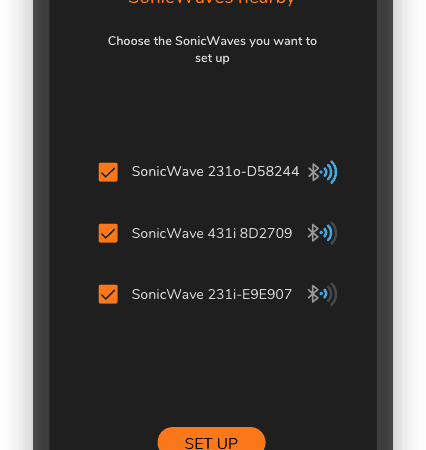 SonicWaves nearby
Choose the SonicWaves you want to
set up
SonicWave 231o-D58244
SonicWave 431i 8D2709
SonicWave 231i-E9E907
SET UP